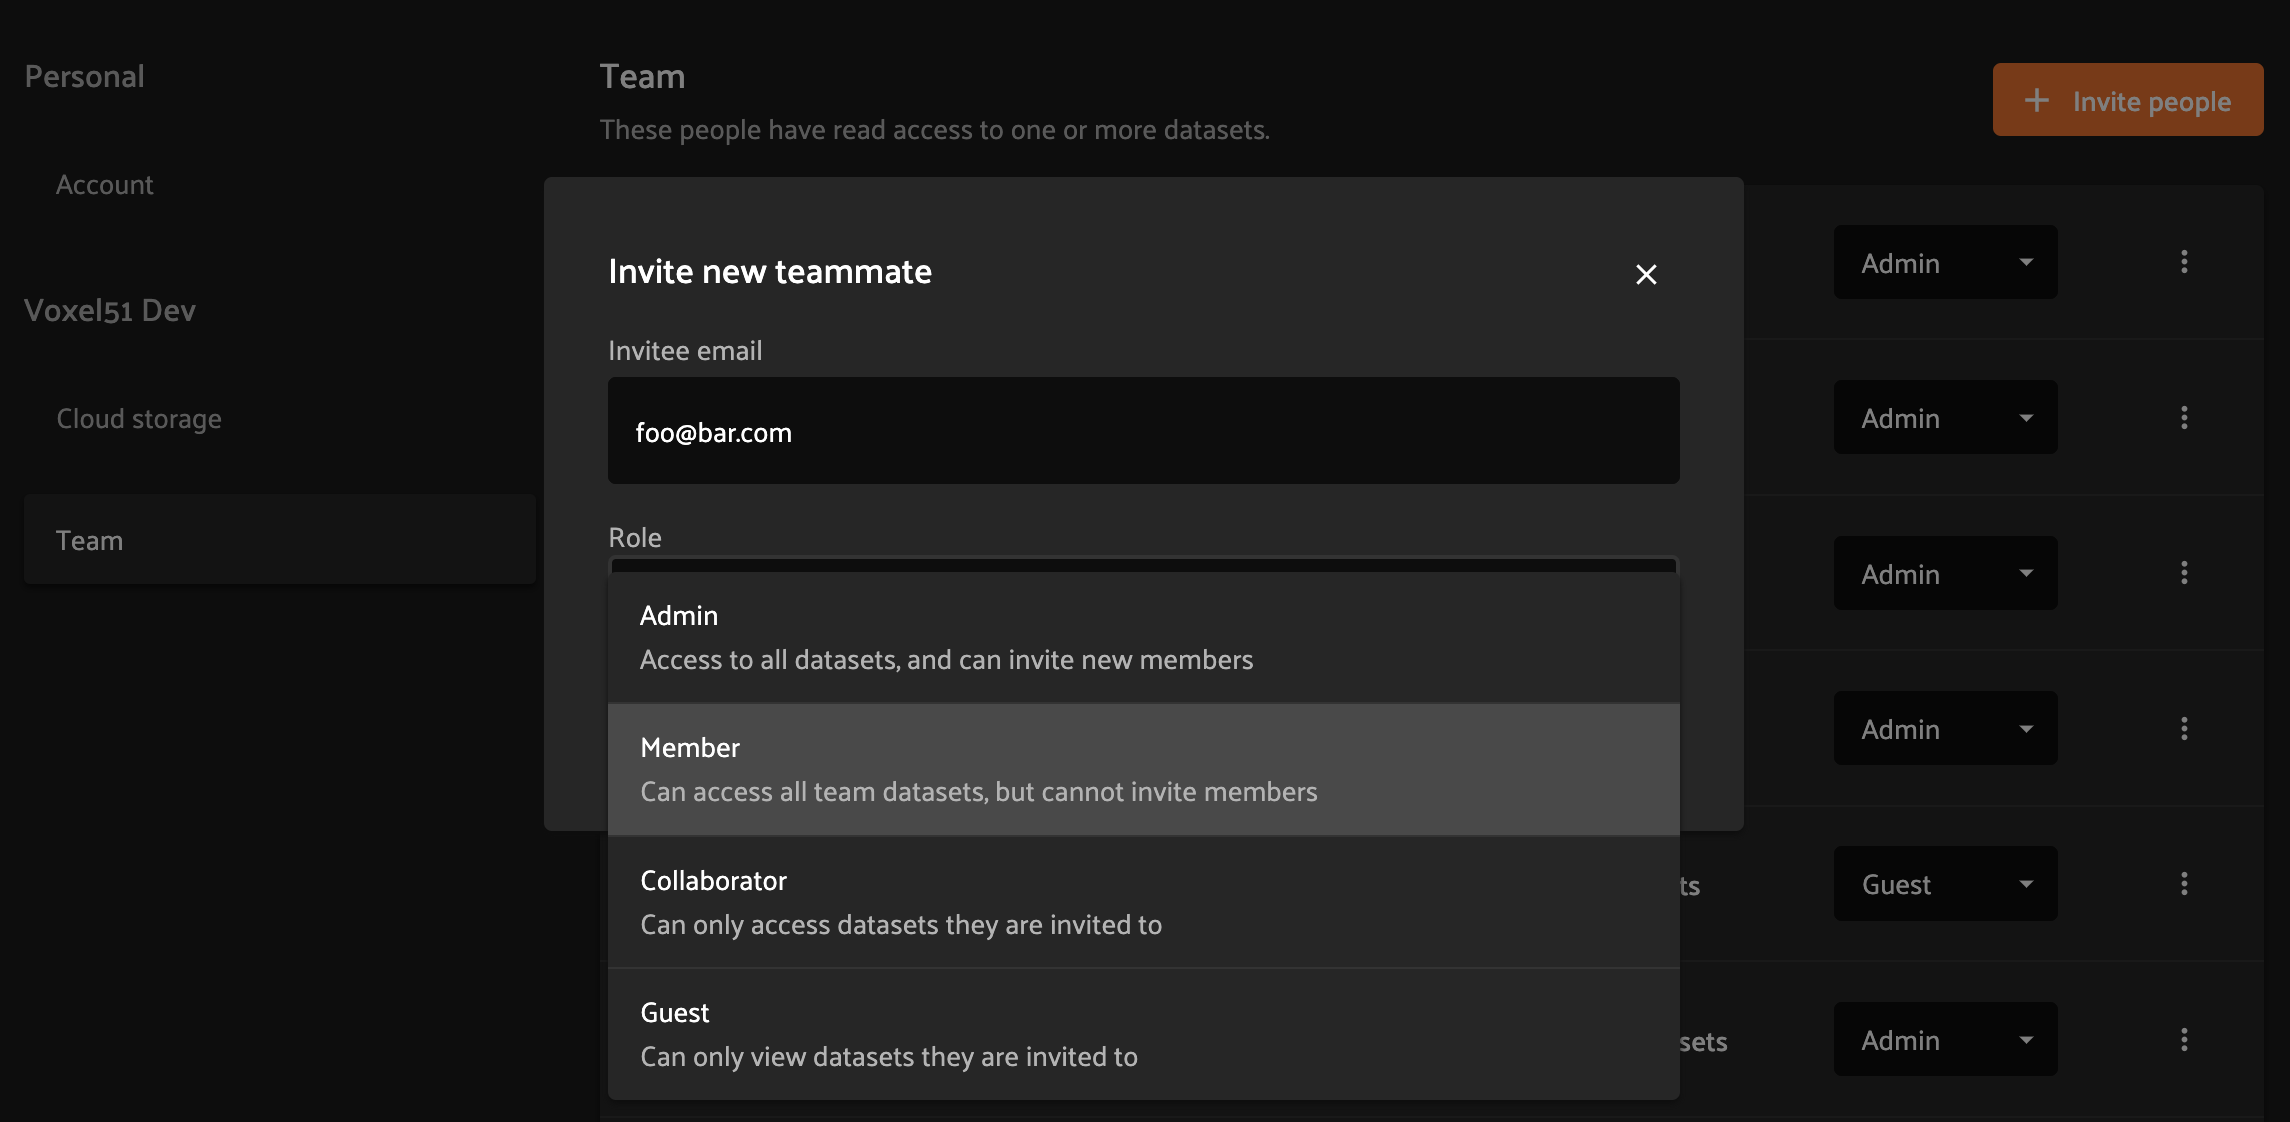 Personal
Account
Voxel51 Dev
Cloud storage
Team
Team
These people have read access to one or more datasets.
+ Invite people
Invite new teammate
Invitee email
foo@bar.com
Role
Admin
Access to all datasets, and can invite new members
Member
Can access all team datasets, but cannot invite members
Collaborator
Can only access datasets they are invited to
Guest
Can only view datasets they are invited to
Admin
Admin
Admin
Admin
ts
Guest
sets
Admin